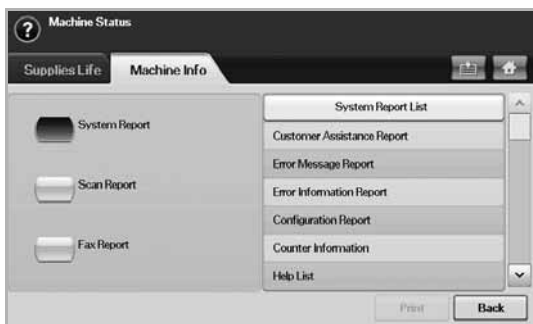 ? Machine Status
Supplies Life Machine Info
System Report
Scan Report
Fax Report
System Report List
Customer Assistance Report
Error Message Report
Error Information Report
Configuration Report
Counter Information
Help List
Print Back